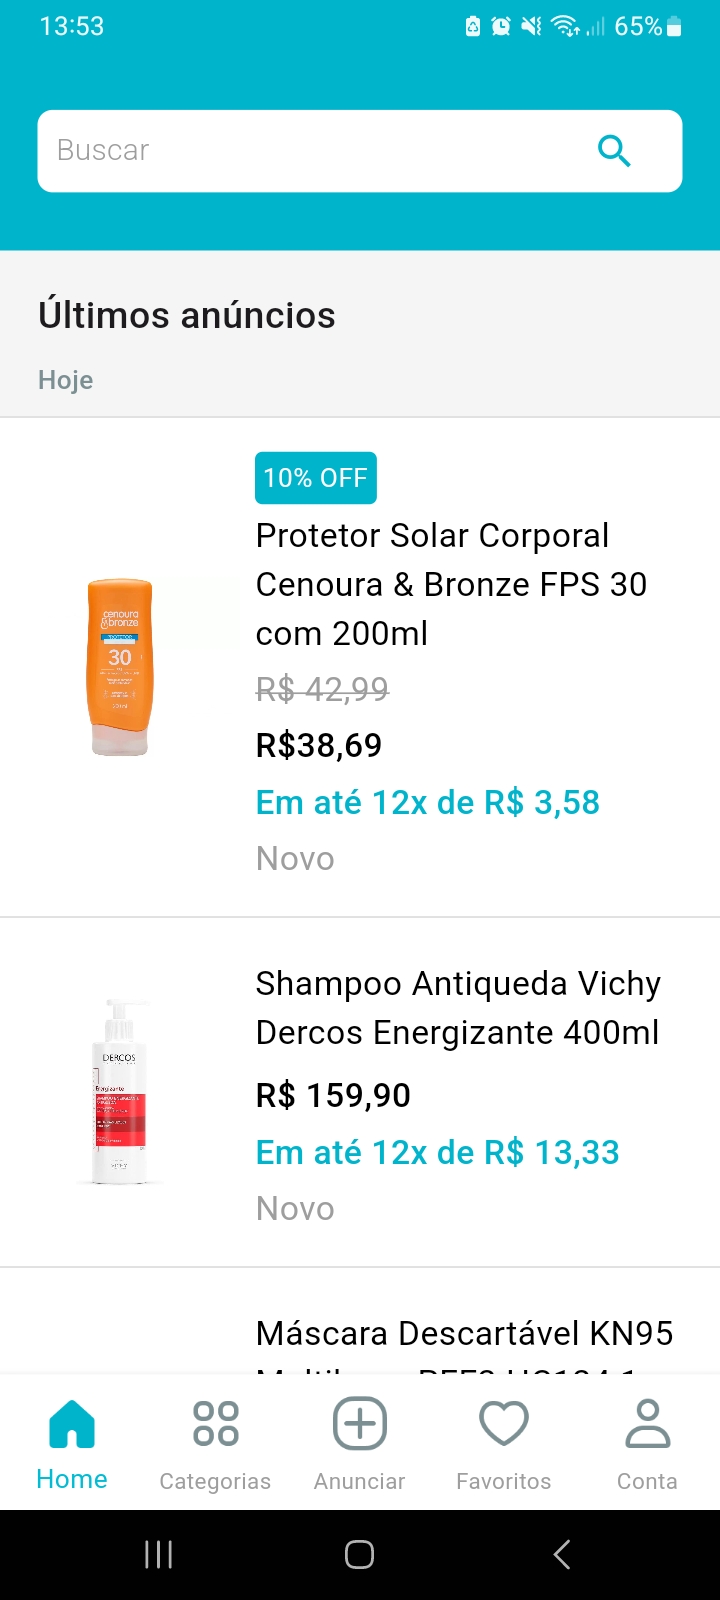 13:53
65%
Buscar
Últimos anúncios
Hoje
10% OFF
Protetor Solar Corporal
Cenoura & Bronze FPS 30
com 200ml
R$ 42,99
R$38,69
Em até 12x de R$ 3,58
Novo
cenoura
&bronze
30
Shampoo Antiqueda Vichy
Dercos Energizante 400ml
R$ 159,90
Em até 12x de R$ 13,33
Novo
DERCOS
Energizante
VICHY
Máscara Descartável KN95
Home
Categorias
Anunciar
Favoritos
Conta